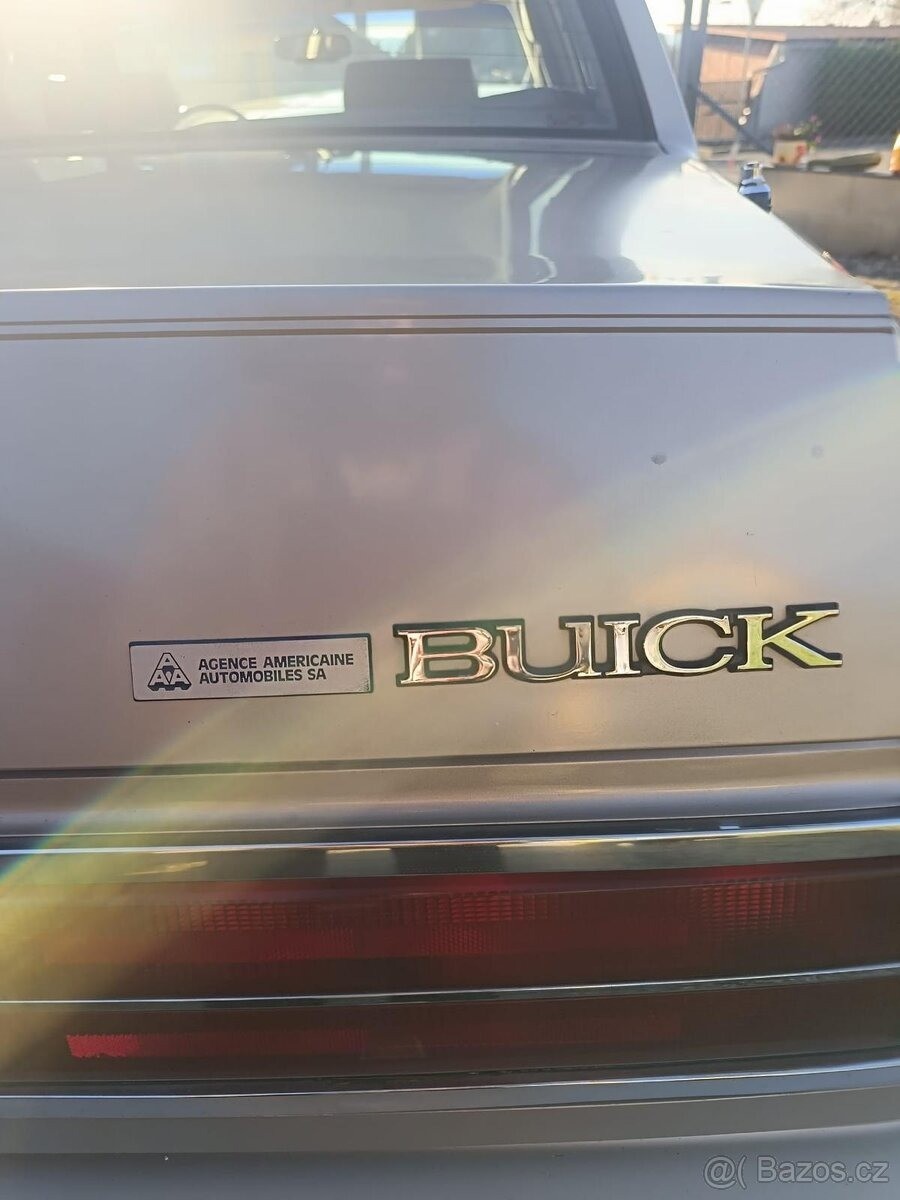 AAA
AGENCE AMERICAINE
AUTOMOBILES SA
BUICK
@( Bazos.cz